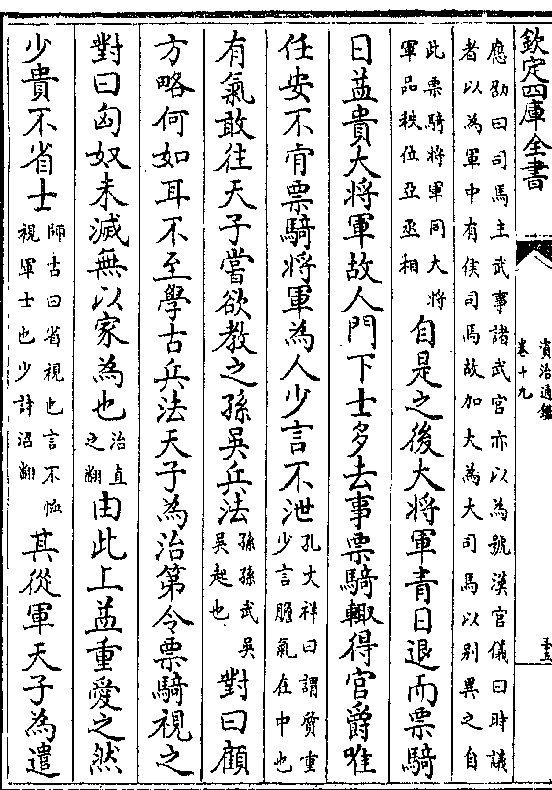 欽定四庫全書
資治通鑑
卷十九
應劭曰司馬主武事諸武官亦以為號漢官儀曰時議
者以為軍中有候司馬故加大為大司馬以別異之自
此票騎將軍同大將
軍品秩位亞丞相
自是之後大將軍青日退而票騎
日益貴大將軍故人門下士多去事票騎輙得官爵唯
任安不肯票騎將軍為人少言不泄
孔文祥曰謂質重
少言膽氣在中也
有氣敢往天子嘗欲教之孫吳兵法
孫孫武吳
吳起也
對曰顧
方略何如耳不至學古兵法天子為治第令票騎視之
對曰匈奴未滅無以家為也
治直
之翻
由此上益重愛之然
少貴不省士
師古曰省視也言不恤
視軍士也少詩沼翻
其從軍天子為遣